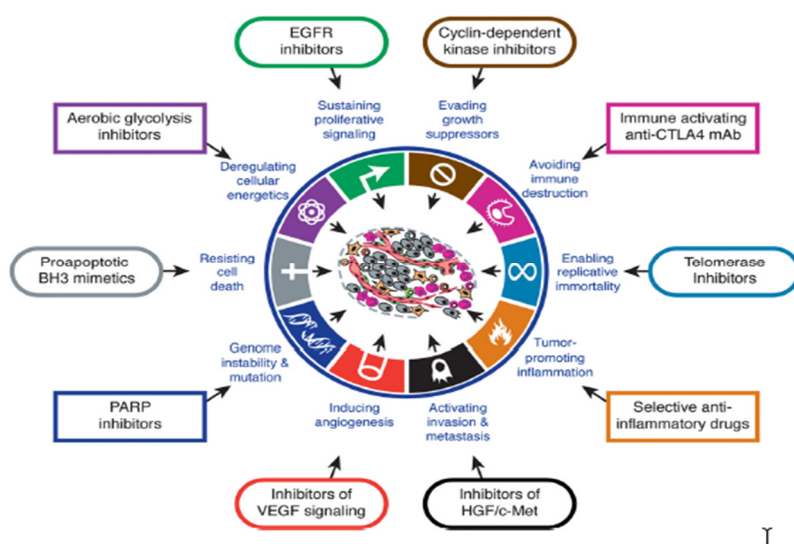 EGFR
inhibitors
Cyclin-dependent
kinase inhibitors
Sustaining
proliferative
signaling
Evading
growth
suppressors
Aerobic glycolysis
inhibitors
Immune activating
anti-CTLA4 mAb
Deregulating
cellular
energetics
Avoiding
immune
destruction
Proapoptotic
BH3 mimetics
Resisting
cell
death
Enabling
replicative
immortality
Telomerase
Inhibitors
Genome
instability &
mutation
Tumor-
promoting
inflammation
PARP
inhibitors
Inducing
angiogenesis
Activating
invasion &
metastasis
Selective anti-
inflammatory drugs
Inhibitors of
VEGF signaling
Inhibitors of
HGF/c-Met